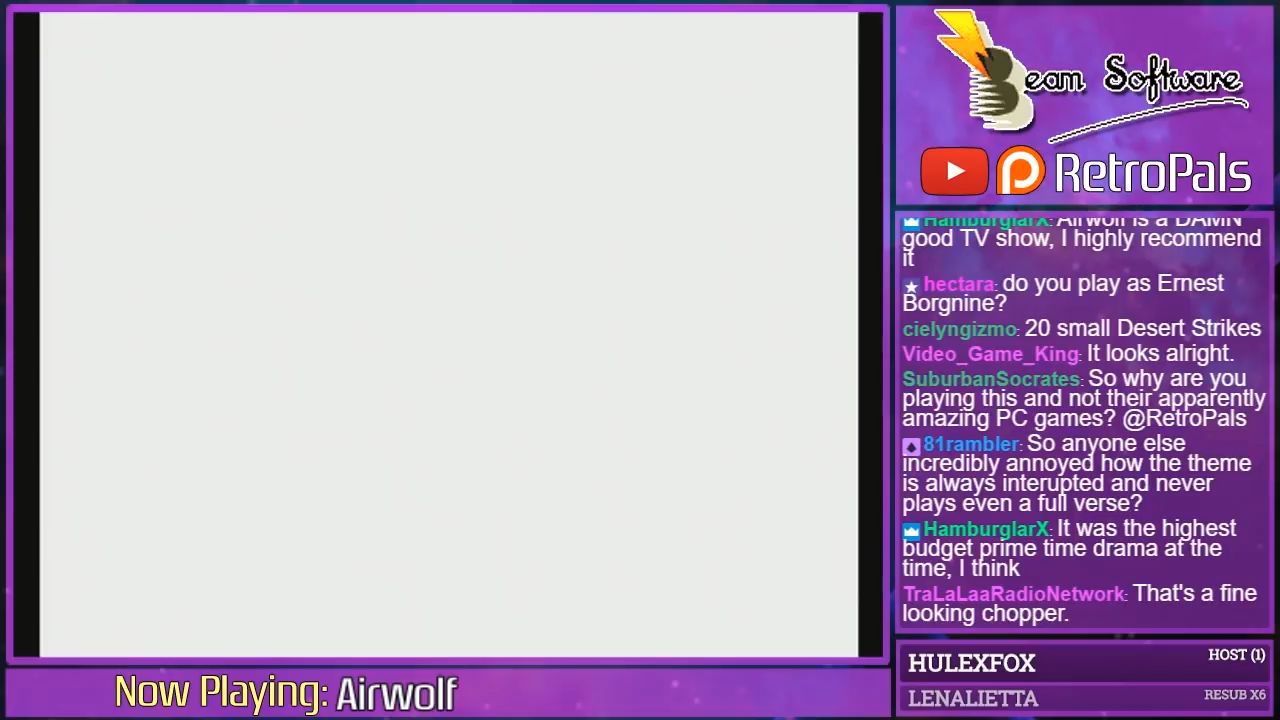 Beam Software
RetroPals
HamburglarX: Airwolf is a DAMN
good TV show, I highly recommend
it
hectara: do you play as Ernest
Borgnine?
cielyngizmo: 20 small Desert Strikes
Video_Game_King: It looks alright.
SuburbanSocrates: So why are you
playing this and not their apparently
amazing PC games? @RetroPals
81rambler: So anyone else
incredibly annoyed how the theme
is always interupted and never
plays even a full verse?
HamburglarX: It was the highest
budget prime time drama at the
time, I think
TraLaLaaRadioNetwork: That's a fine
looking chopper.
HULEXFOX HOST (1)
LENALIETTA RESUB X6
Now Playing: Airwolf